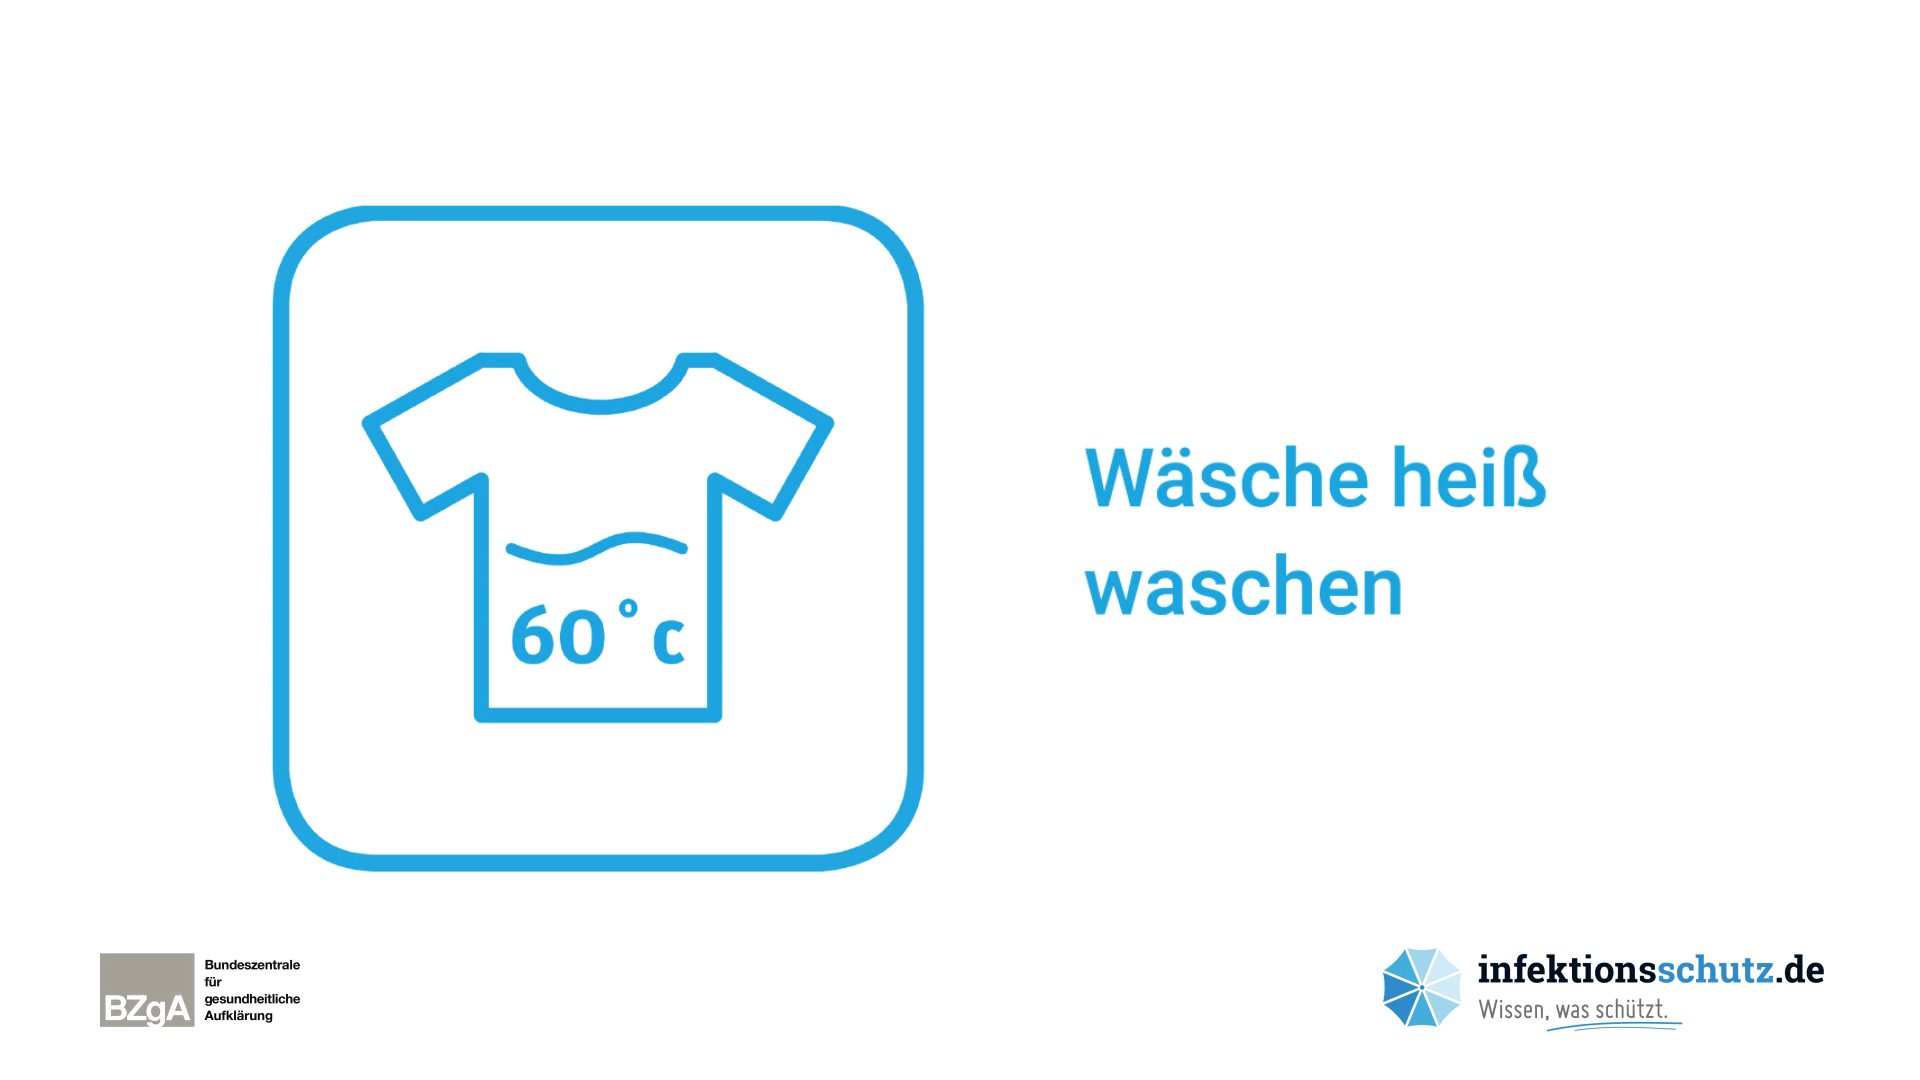 60°c
Wäsche heiß
waschen
BZgA
Bundeszentrale
für
gesundheitliche
Aufklärung
infektionsschutz.de
Wissen, was schützt.